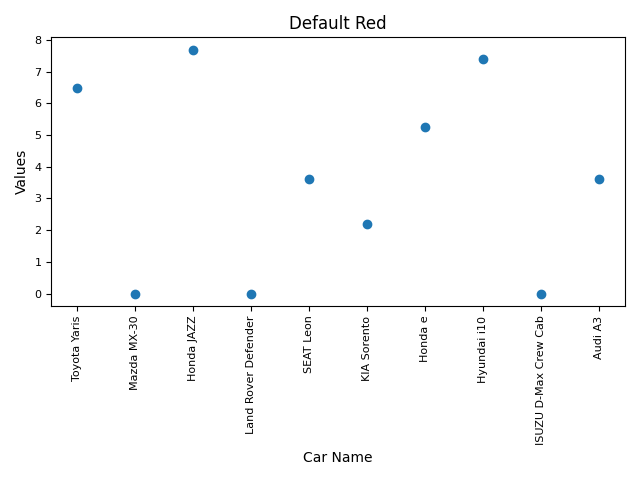 Default Red
Values
8
7
6
5
4
3
2
1
0
Toyota Yaris
Mazda MX-30
Honda JAZZ
Land Rover Defender
SEAT Leon
KIA Sorento
Honda e
Hyundai i10
ISUZU D-Max Crew Cab
Audi A3
Car Name